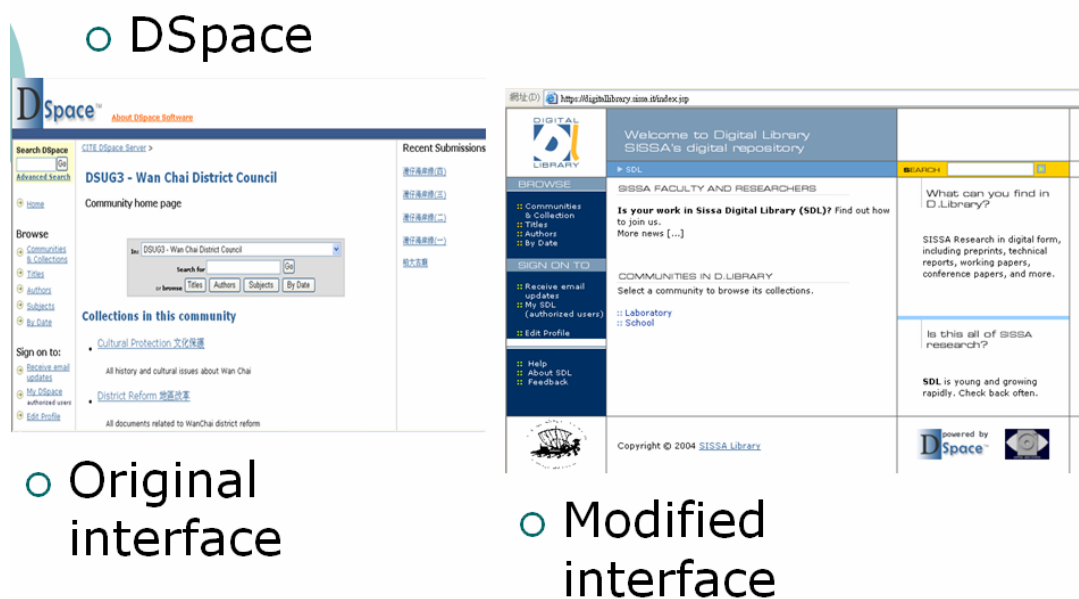 DSpace
DSpace™ About DSpace Software
Search DSpace
Go
Advanced Search
Home
Browse
Communities
& Collections
Titles
Authors
Subjects
By Date
Sign on to:
Receive email
updates
My DSpace
authorized users
Edit Profile
CITE DSpace Server >
DSUG3 - Wan Chai District Council
Community home page
In: DSUG3 - Wan Chai District Council
Search for Go
or browse Titles Authors Subjects By Date
Collections in this community
Cultural Protection 文化保護
All history and cultural issues about Wan Chai
District Reform 地區改革
All documents related to WanChai district reform
Recent Submissions
Original
interface
網址(D) https://digitallibrary.sissa.it/index.jsp
DIGITAL
LIBRARY
Welcome to Digital Library
SISSA's digital repository
SDL
SEARCH
BROWSE
:: Communities
& Collection
:: Titles
:: Authors
:: By Date
SIGN ON TO
:: Receive email
updates
:: My SDL
(authorized users)
:: Edit Profile
:: Help
:: About SDL
:: Feedback
SISSA FACULTY AND RESEARCHERS
Is your work in Sissa Digital Library (SDL)? Find out how
to join us.
More news [...]
COMMUNITIES IN D.LIBRARY
Select a community to browse its collections.
:: Laboratory
:: School
What can you find in
D.Library?
SISSA Research in digital form,
including preprints, technical
reports, working papers,
conference papers, and more.
Is this all of SISSA
research?
SDL is young and growing
rapidly. Check back often.
Copyright © 2004 SISSA Library
powered by
DSpace™
Modified
interface